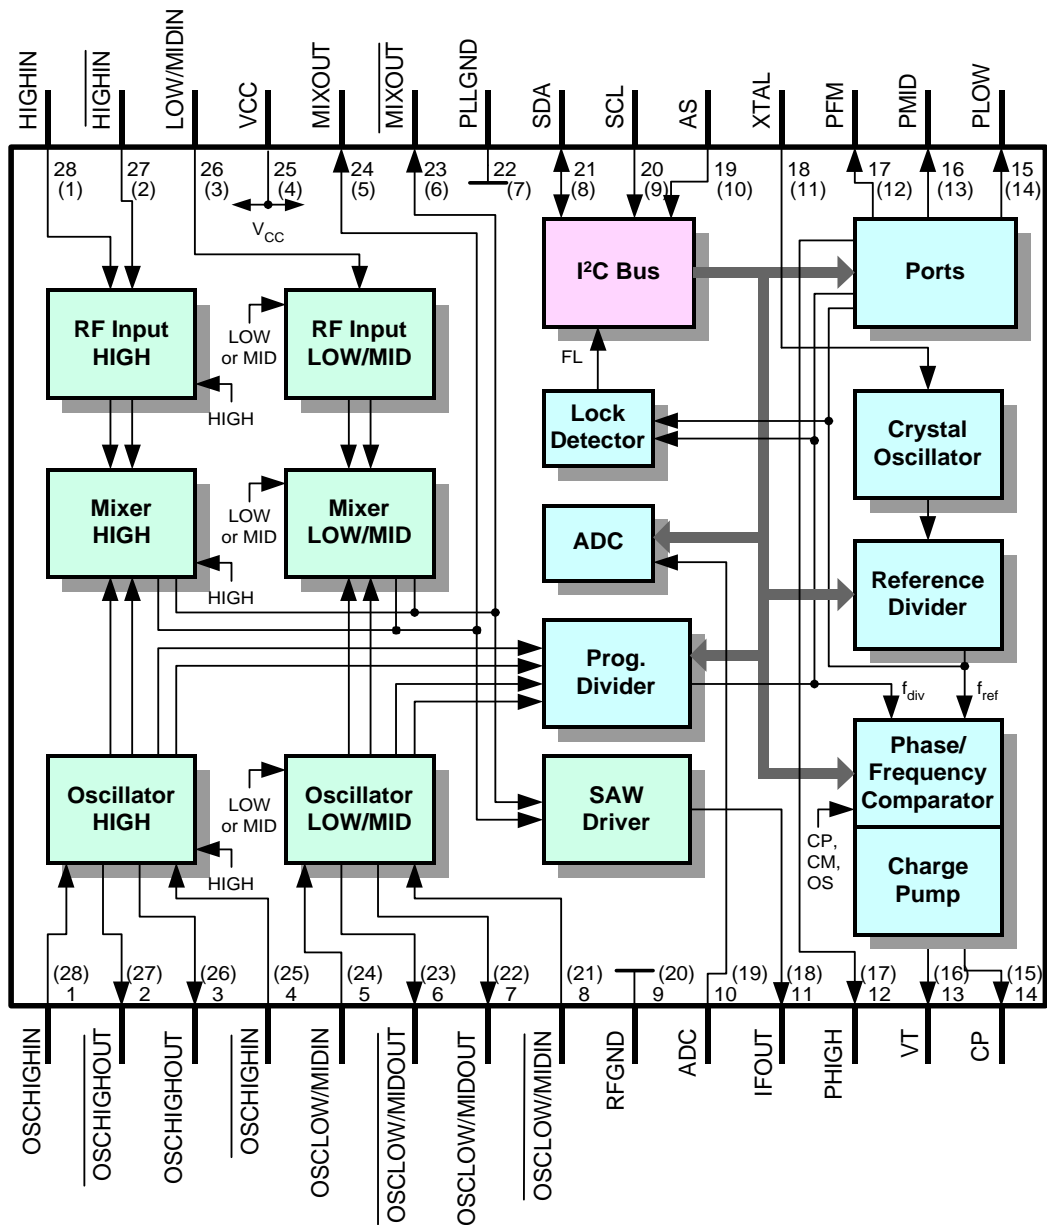 HIGHIN
HIGHIN
LOW/MIDIN
VCC
MIXOUT
MIXOUT
PLLGND
SDA
SCL
AS
XTAL
PFM
PMID
PLOW
28
(1)
27
(2)
26
(3)
25
(4)
24
(5)
23
(6)
22
(7)
21
(8)
20
(9)
19
(10)
18
(11)
17
(12)
16
(13)
15
(14)
VCC
I²C Bus
Ports
RF Input
HIGH
LOW
or MID
RF Input
LOW/MID
HIGH
FL
Lock
Detector
Crystal
Oscillator
Mixer
HIGH
LOW
or MID
Mixer
LOW/MID
HIGH
ADC
Reference
Divider
Prog.
Divider
fdiv
fref
Oscillator
HIGH
LOW
or MID
Oscillator
LOW/MID
HIGH
SAW
Driver
Phase/
Frequency
Comparator
CP,
CM,
OS
Charge
Pump
(28)
1
(27)
2
(26)
3
(25)
4
(24)
5
(23)
6
(22)
7
(21)
8
(20)
9
(19)
10
(18)
11
(17)
12
(16)
13
(15)
14
OSCHIGHIN
OSCHIGHOUT
OSCHIGHOUT
OSCHIGHIN
OSCLOW/MIDIN
OSCLOW/MIDOUT
OSCLOW/MIDOUT
OSCLOW/MIDIN
RFGND
ADC
IFOUT
PHIGH
VT
CP